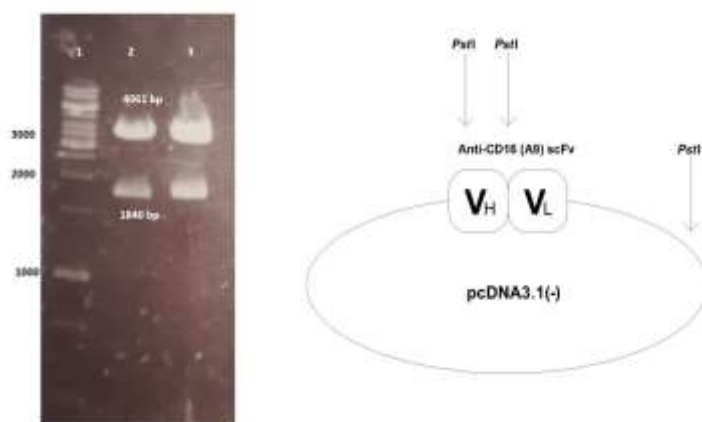 1 2 3
4061 bp
3000
2000
1840 bp
1000
PstI PstI
Anti-CD16 (A9) scFv
PstI
VH VL
pcDNA3.1(-)